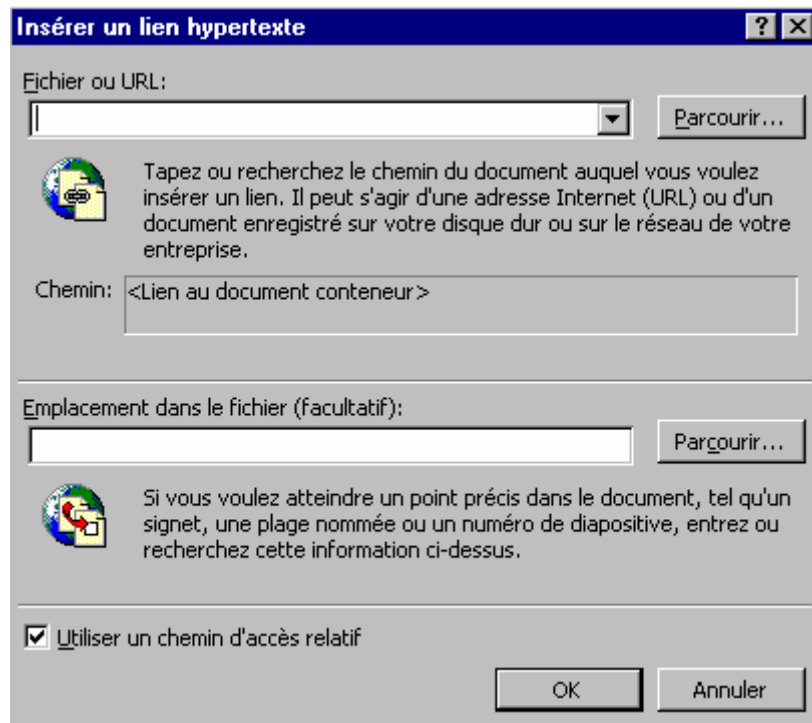 Insérer un lien hypertexte
Fichier ou URL:
Parcourir...
Tapez ou recherchez le chemin du document auquel vous voulez
insérer un lien. Il peut s'agir d'une adresse Internet (URL) ou d'un
document enregistré sur votre disque dur ou sur le réseau de votre
entreprise.
Chemin: <Lien au document conteneur>
Emplacement dans le fichier (facultatif):
Parcourir...
Si vous voulez atteindre un point précis dans le document, tel qu'un
signet, une plage nommée ou un numéro de diapositive, entrez ou
recherchez cette information ci-dessus.
Utiliser un chemin d'accès relatif
OK Annuler